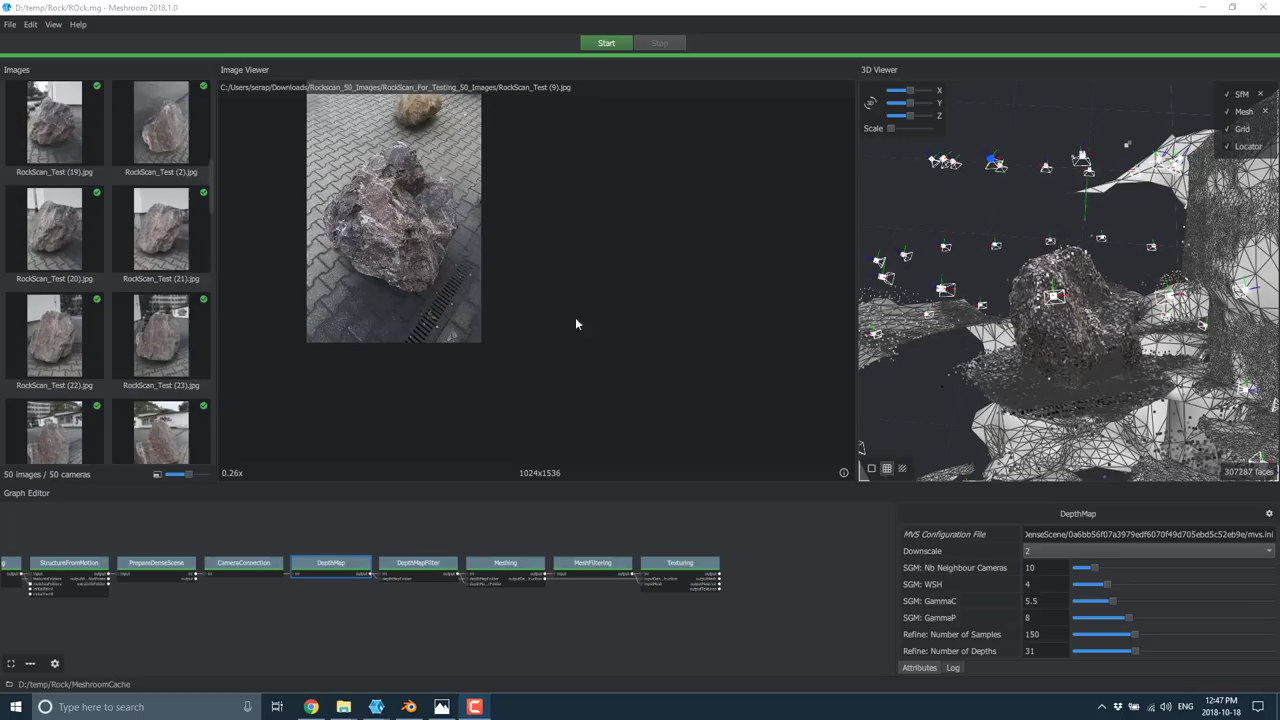 D:/temp/Rock/ROck.mg - Meshroom 2018.1.0
File Edit View Help
Start Stop
Images
Image Viewer
3D Viewer
C:/Users/serap/Downloads/Rockscan_50_Images/RockScan_For_Testing_50_Images/RockScan_Test (9).jpg
X
Y
Z
Scale
SfM
Mesh
Grid
Locator
RockScan_Test (19).jpg
RockScan_Test (2).jpg
RockScan_Test (20).jpg
RockScan_Test (21).jpg
RockScan_Test (22).jpg
RockScan_Test (23).jpg
50 images / 50 cameras
0.26x
1024x1536
307287 faces
Graph Editor
g
StructureFromMotion
PrepareDenseScene
CameraConnection
DepthMap
DepthMapFilter
Meshing
MeshFiltering
Texturing
DepthMap
MVS Configuration File
DenseScene/0a6bb56f07a3979edf6070f49d705ebd5c52eb9e/mvs.ini
Downscale 2
SGM: Nb Neighbour Cameras 10
SGM: WSH 4
SGM: GammaC 5.5
SGM: GammaP 8
Refine: Number of Samples 150
Refine: Number of Depths 31
Attributes Log
D:/temp/Rock/MeshroomCache
Type here to search
ENG
12:47 PM
2018-10-18